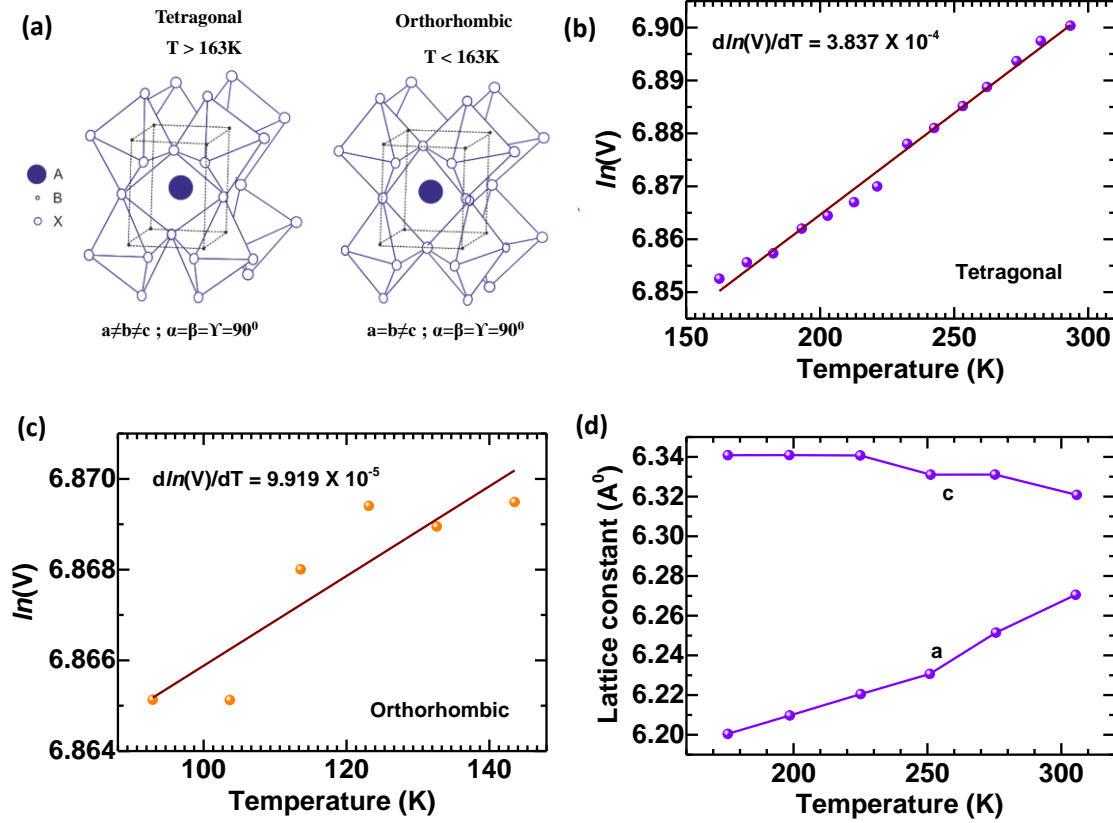 (a)
Tetragonal
T > 163K
Orthorhombic
T < 163K
A
B
X
a≠b≠c ; α=β=ϒ=90⁰
a=b≠c ; α=β=ϒ=90⁰
(b)
dln(V)/dT = 3.837 X 10⁻⁴
6.90
6.89
6.88
6.87
6.86
6.85
ln(V)
Tetragonal
150 200 250 300
Temperature (K)
(c)
dln(V)/dT = 9.919 X 10⁻⁵
6.870
6.868
6.866
6.864
ln(V)
Orthorhombic
100 120 140
Temperature (K)
(d)
6.34
6.32
6.28
6.26
6.24
6.22
6.20
Lattice constant (A⁰)
c
a
200 250 300
Temperature (K)